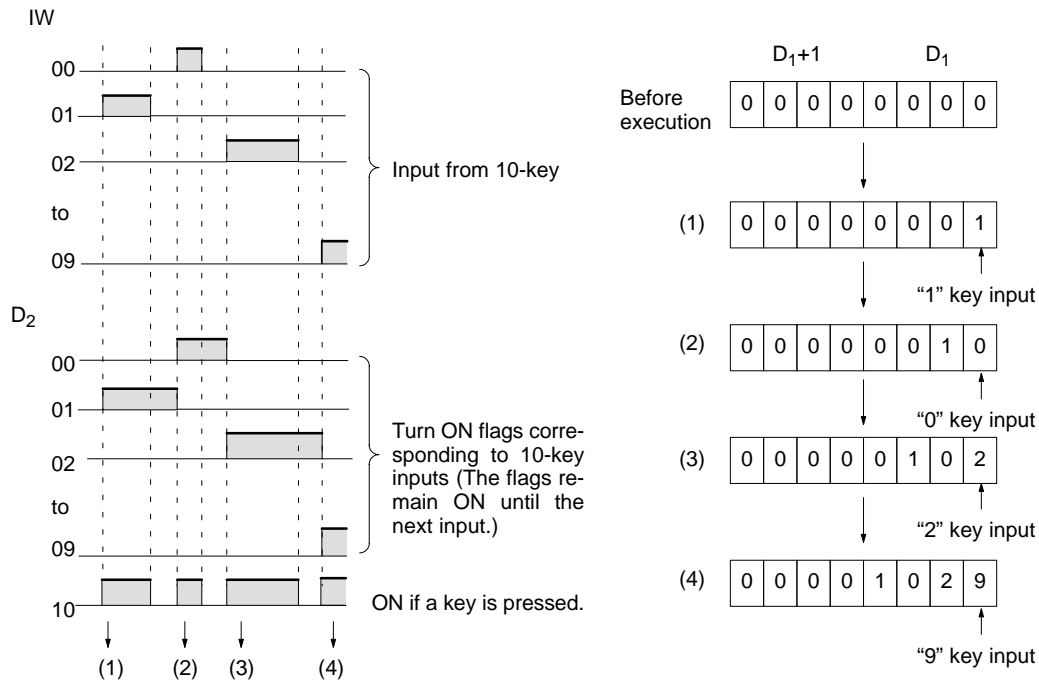 IW
00
01
02
to
09
Input from 10-key
D2
00
01
02
to
09
10
Turn ON flags corre-
sponding to 10-key
inputs (The flags re-
main ON until the
next input.)
ON if a key is pressed.
(1) (2) (3) (4)
D1+1 D1
Before
execution
0 0 0 0 0 0 0 0
(1) 0 0 0 0 0 0 0 1
“1” key input
(2) 0 0 0 0 0 0 1 0
“0” key input
(3) 0 0 0 0 0 1 0 2
“2” key input
(4) 0 0 0 0 1 0 2 9
“9” key input